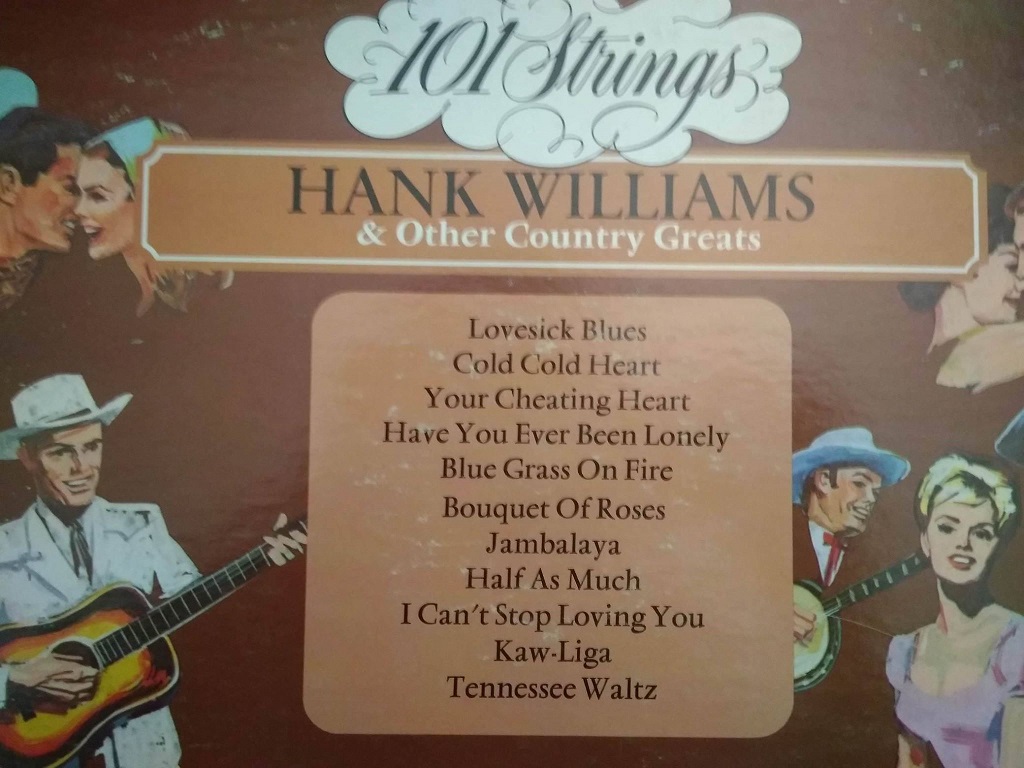 101 Strings
HANK WILLIAMS
& Other Country Greats
Lovesick Blues
Cold Cold Heart
Your Cheating Heart
Have You Ever Been Lonely
Blue Grass On Fire
Bouquet Of Roses
Jambalaya
Half As Much
I Can't Stop Loving You
Kaw-Liga
Tennessee Waltz